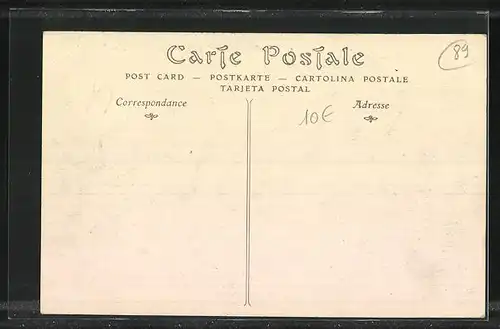 Carte Postale
89
POST CARD — POSTKARTE — CARTOLINA POSTALE
TARJETA POSTAL
Correspondance
Adresse
10€